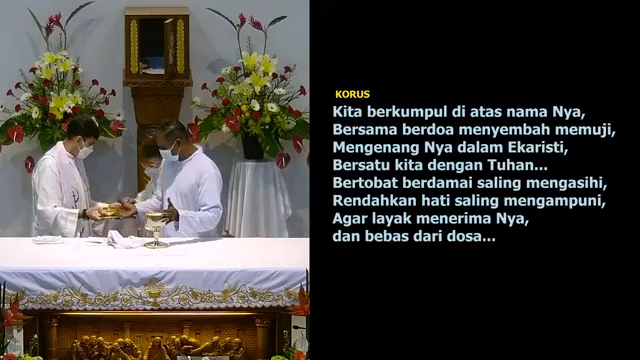 KORUS
Kita berkumpul di atas nama Nya,
Bersama berdoa menyembah memuji,
Mengenang Nya dalam Ekaristi,
Bersatu kita dengan Tuhan...
Bertobat berdamai saling mengasihi,
Rendahkan hati saling mengampuni,
Agar layak menerima Nya,
dan bebas dari dosa...